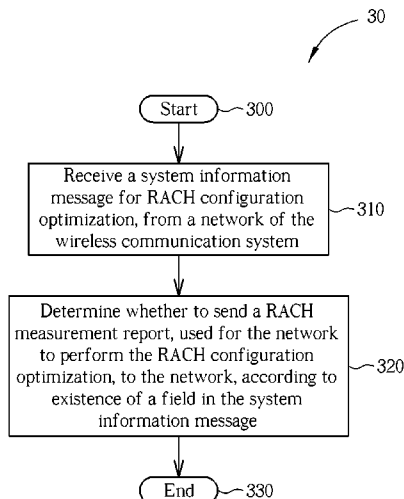 30
Start
300
Receive a system information
message for RACH configuration
optimization, from a network of the
wireless communication system
310
Determine whether to send a RACH
measurement report, used for the network
to perform the RACH configuration
optimization, to the network, according to
existence of a field in the system
information message
320
End
330